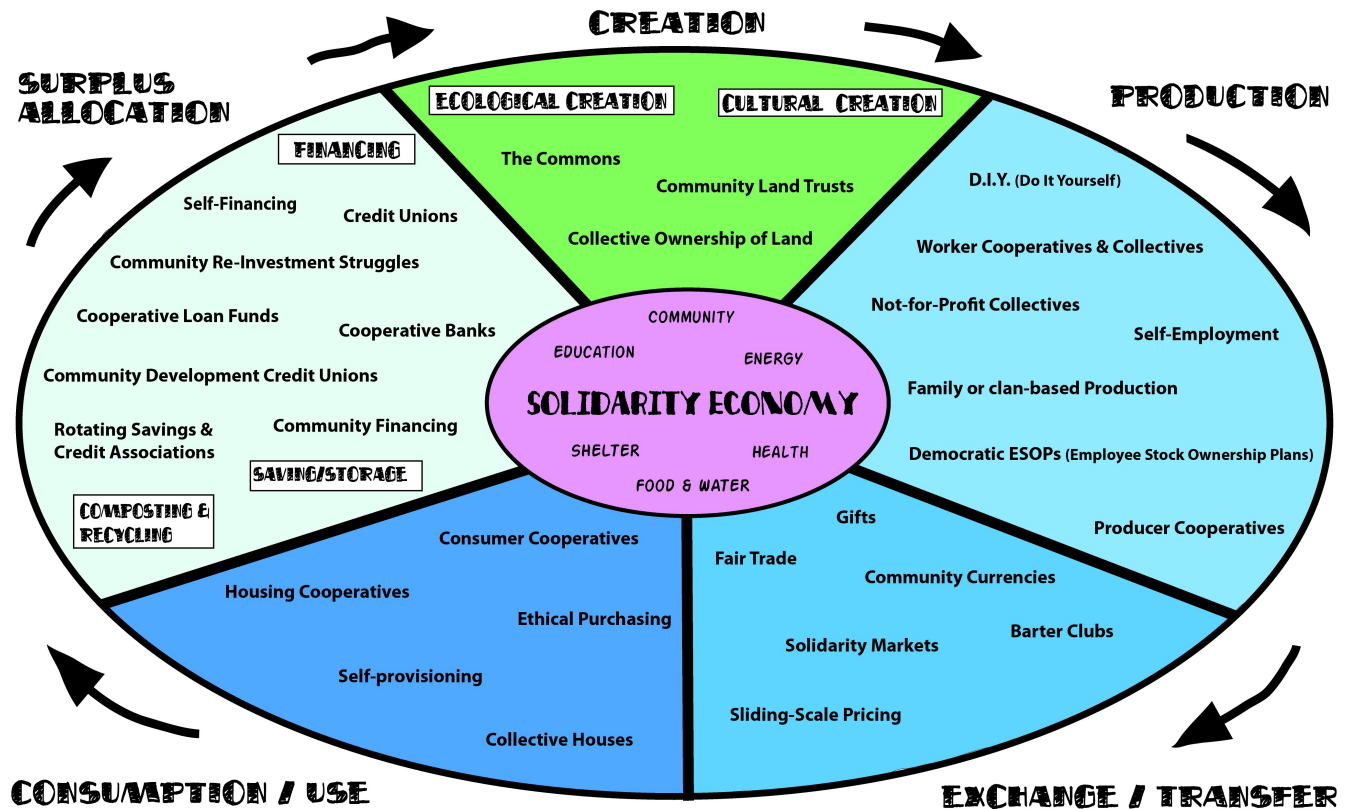 CREATION
SURPLUS
ALLOCATION
PRODUCTION
ECOLOGICAL CREATION
CULTURAL CREATION
The Commons
Community Land Trusts
Collective Ownership of Land
FINANCING
Self-Financing
Credit Unions
Community Re-Investment Struggles
Cooperative Loan Funds
Cooperative Banks
Community Development Credit Unions
Rotating Savings &
Credit Associations
Community Financing
SAVING/STORAGE
COMPOSTING &
RECYCLING
D.I.Y. (Do It Yourself)
Worker Cooperatives & Collectives
Not-for-Profit Collectives
Self-Employment
Family or clan-based Production
Democratic ESOPs (Employee Stock Ownership Plans)
Producer Cooperatives
COMMUNITY
EDUCATION
ENERGY
SOLIDARITY ECONOMY
SHELTER
HEALTH
FOOD & WATER
Consumer Cooperatives
Housing Cooperatives
Ethical Purchasing
Self-provisioning
Collective Houses
Gifts
Fair Trade
Community Currencies
Barter Clubs
Solidarity Markets
Sliding-Scale Pricing
CONSUMPTION / USE
EXCHANGE / TRANSFER